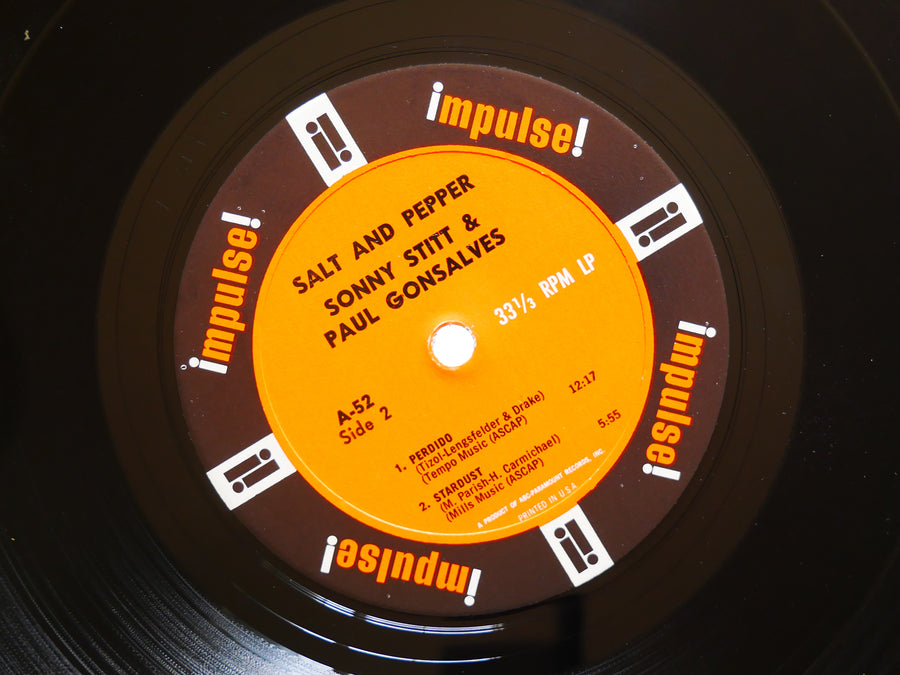 impulse!
impulse!
impulse!
impulse!
i!
i!
i!
i!
SALT AND PEPPER
SONNY STITT &
PAUL GONSALVES
33⅓ RPM LP
A-52
Side 2
1. PERDIDO 12:17
(Tizol-Lengsfelder & Drake)
(Tempo Music (ASCAP)
2. STARDUST 5:55
(M. Parish-H. Carmichael)
(Mills Music (ASCAP)
A PRODUCT OF ABC-PARAMOUNT RECORDS, INC.
PRINTED IN U S A